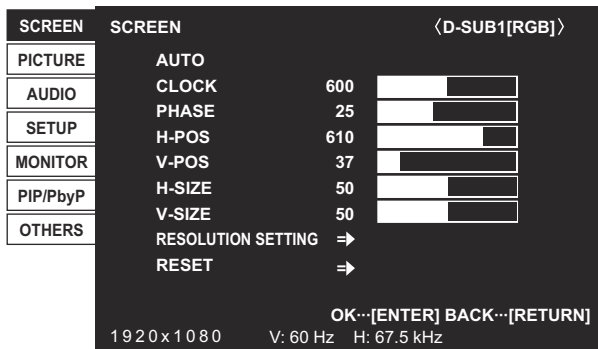 SCREEN
PICTURE
AUDIO
SETUP
MONITOR
PIP/PbyP
OTHERS
SCREEN 〈D-SUB1[RGB]〉
AUTO
CLOCK 600
PHASE 25
H-POS 610
V-POS 37
H-SIZE 50
V-SIZE 50
RESOLUTION SETTING
RESET
OK···[ENTER] BACK···[RETURN]
1920x1080 V: 60 Hz H: 67.5 kHz